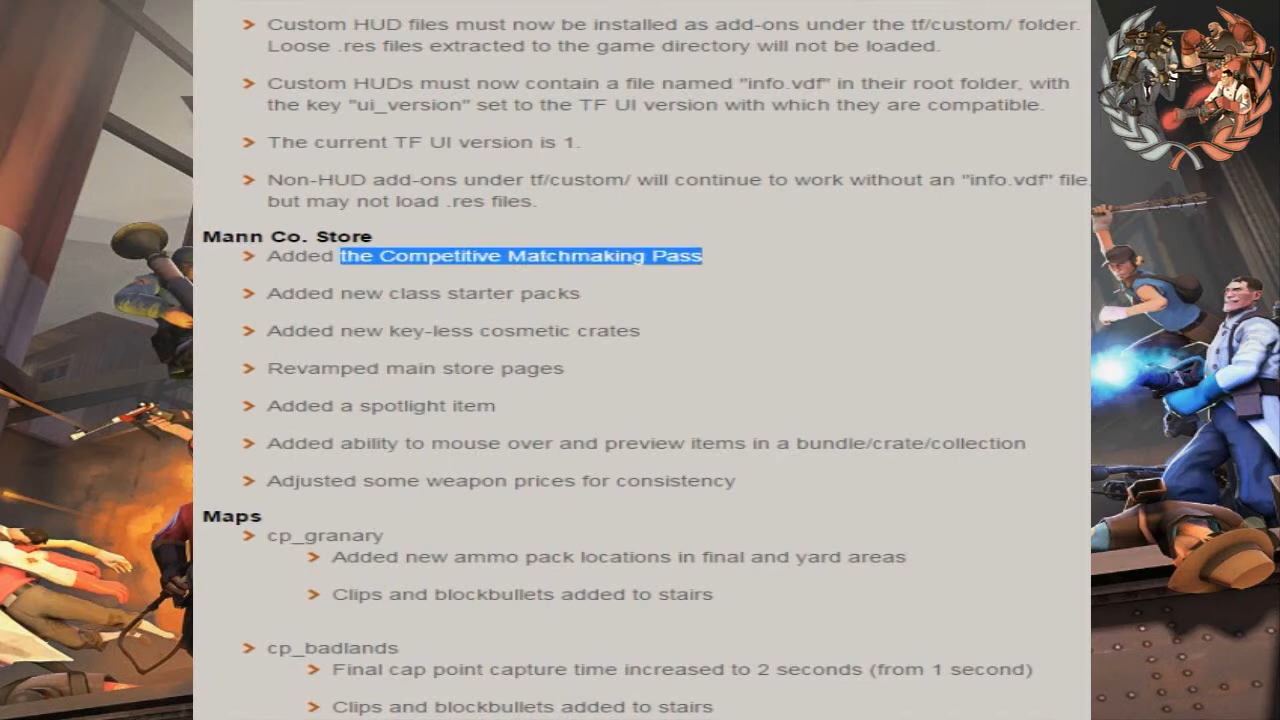 Custom HUD files must now be installed as add-ons under the tf/custom/ folder.
Loose .res files extracted to the game directory will not be loaded.
Custom HUDs must now contain a file named "info.vdf" in their root folder, with
the key "ui_version" set to the TF UI version with which they are compatible.
The current TF UI version is 1.
Non-HUD add-ons under tf/custom/ will continue to work without an "info.vdf" file
but may not load .res files.
Mann Co. Store
Added the Competitive Matchmaking Pass
Added new class starter packs
Added new key-less cosmetic crates
Revamped main store pages
Added a spotlight item
Added ability to mouse over and preview items in a bundle/crate/collection
Adjusted some weapon prices for consistency
Maps
cp_granary
Added new ammo pack locations in final and yard areas
Clips and blockbullets added to stairs
cp_badlands
Final cap point capture time increased to 2 seconds (from 1 second)
Clips and blockbullets added to stairs